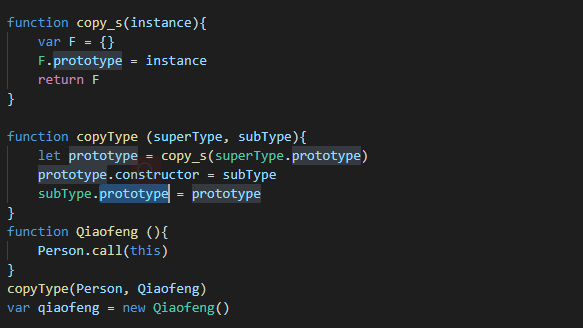 function copy_s(instance){
    var F = {}
    F.prototype = instance
    return F
}
function copyType (superType, subType){
    let prototype = copy_s(superType.prototype)
    prototype.constructor = subType
    subType.prototype = prototype
}
function Qiaofeng (){
    Person.call(this)
}
copyType(Person, Qiaofeng)
var qiaofeng = new Qiaofeng()